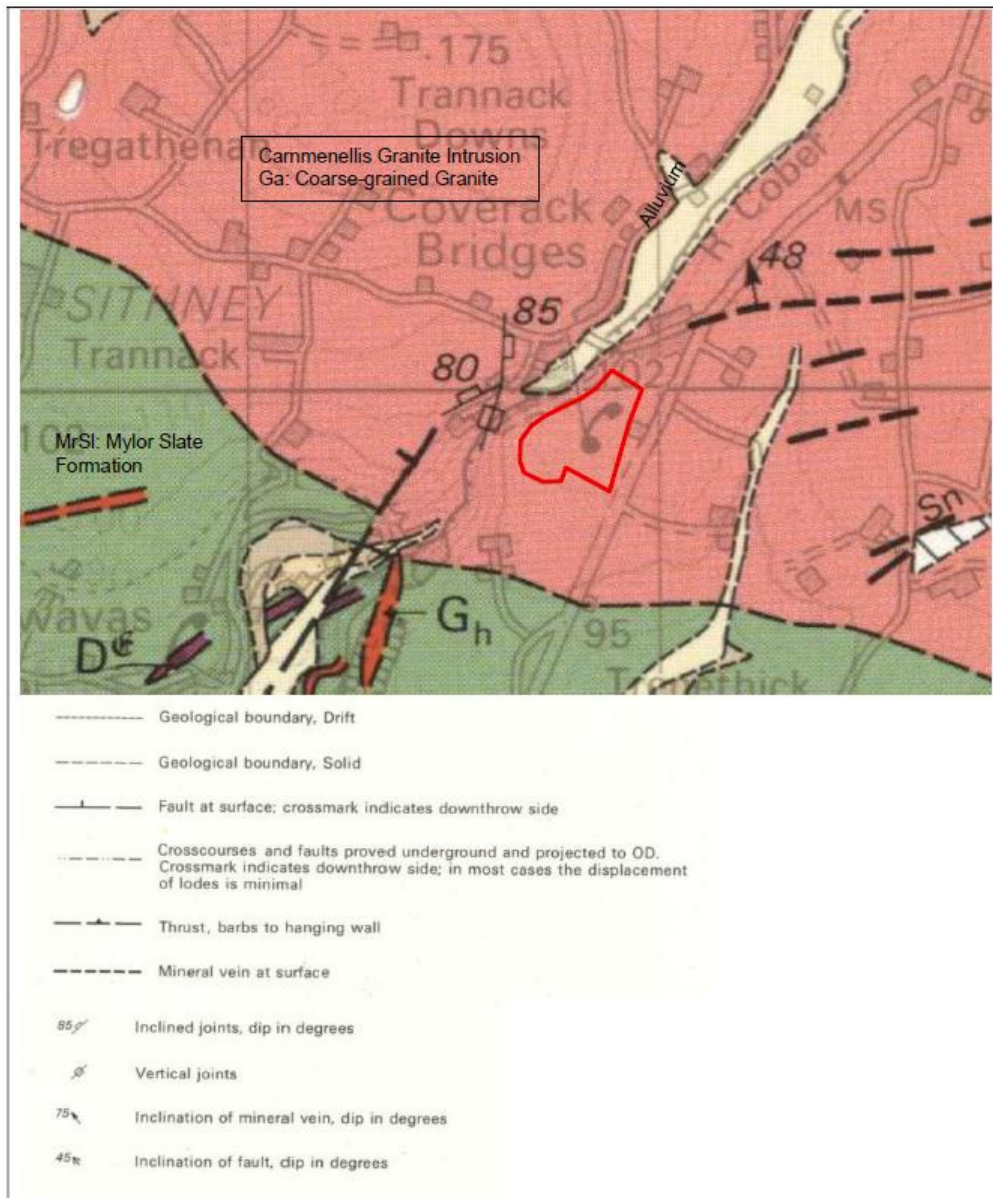 175
Trannack
Downs
Tregathenan
Carnmenellis Granite Intrusion
Ga: Coarse-grained Granite
Alluvium
R Cober
MS
Coverack
Bridges
48
SITHNEY
85
Trannack
80
102
MrSl: Mylor Slate
Formation
Sn
wavas
Gh
95
D
Trenethick
Geological boundary, Drift
Geological boundary, Solid
Fault at surface; crossmark indicates downthrow side
Crosscourses and faults proved underground and projected to OD.
Crossmark indicates downthrow side; in most cases the displacement
of lodes is minimal
Thrust, barbs to hanging wall
Mineral vein at surface
85 Inclined joints, dip in degrees
Vertical joints
75 Inclination of mineral vein, dip in degrees
45 Inclination of fault, dip in degrees